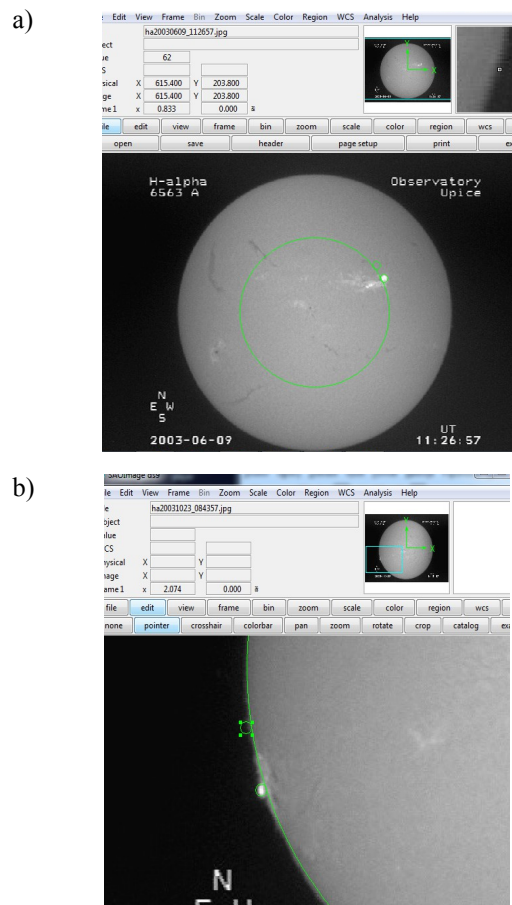 a)
File Edit View Frame Bin Zoom Scale Color Region WCS Analysis Help
ha20030609_112657.jpg
62
X 615.400 Y 203.800
X 615.400 Y 203.800
x 0.833 0.000 °
edit view frame bin zoom scale color region wcs
open save header page setup print
H-alpha
6563 A
Observatory
Upice
N
E W
S
2003-06-09
UT
11:26:57
Y
X
b)
SAOImage ds9
Edit View Frame Bin Zoom Scale Color Region WCS Analysis Help
ha20031023_084357.jpg
X Y
X Y
x 2.074 0.000 °
file edit view frame bin zoom scale color region wcs
none pointer crosshair colorbar pan zoom rotate crop catalog
N